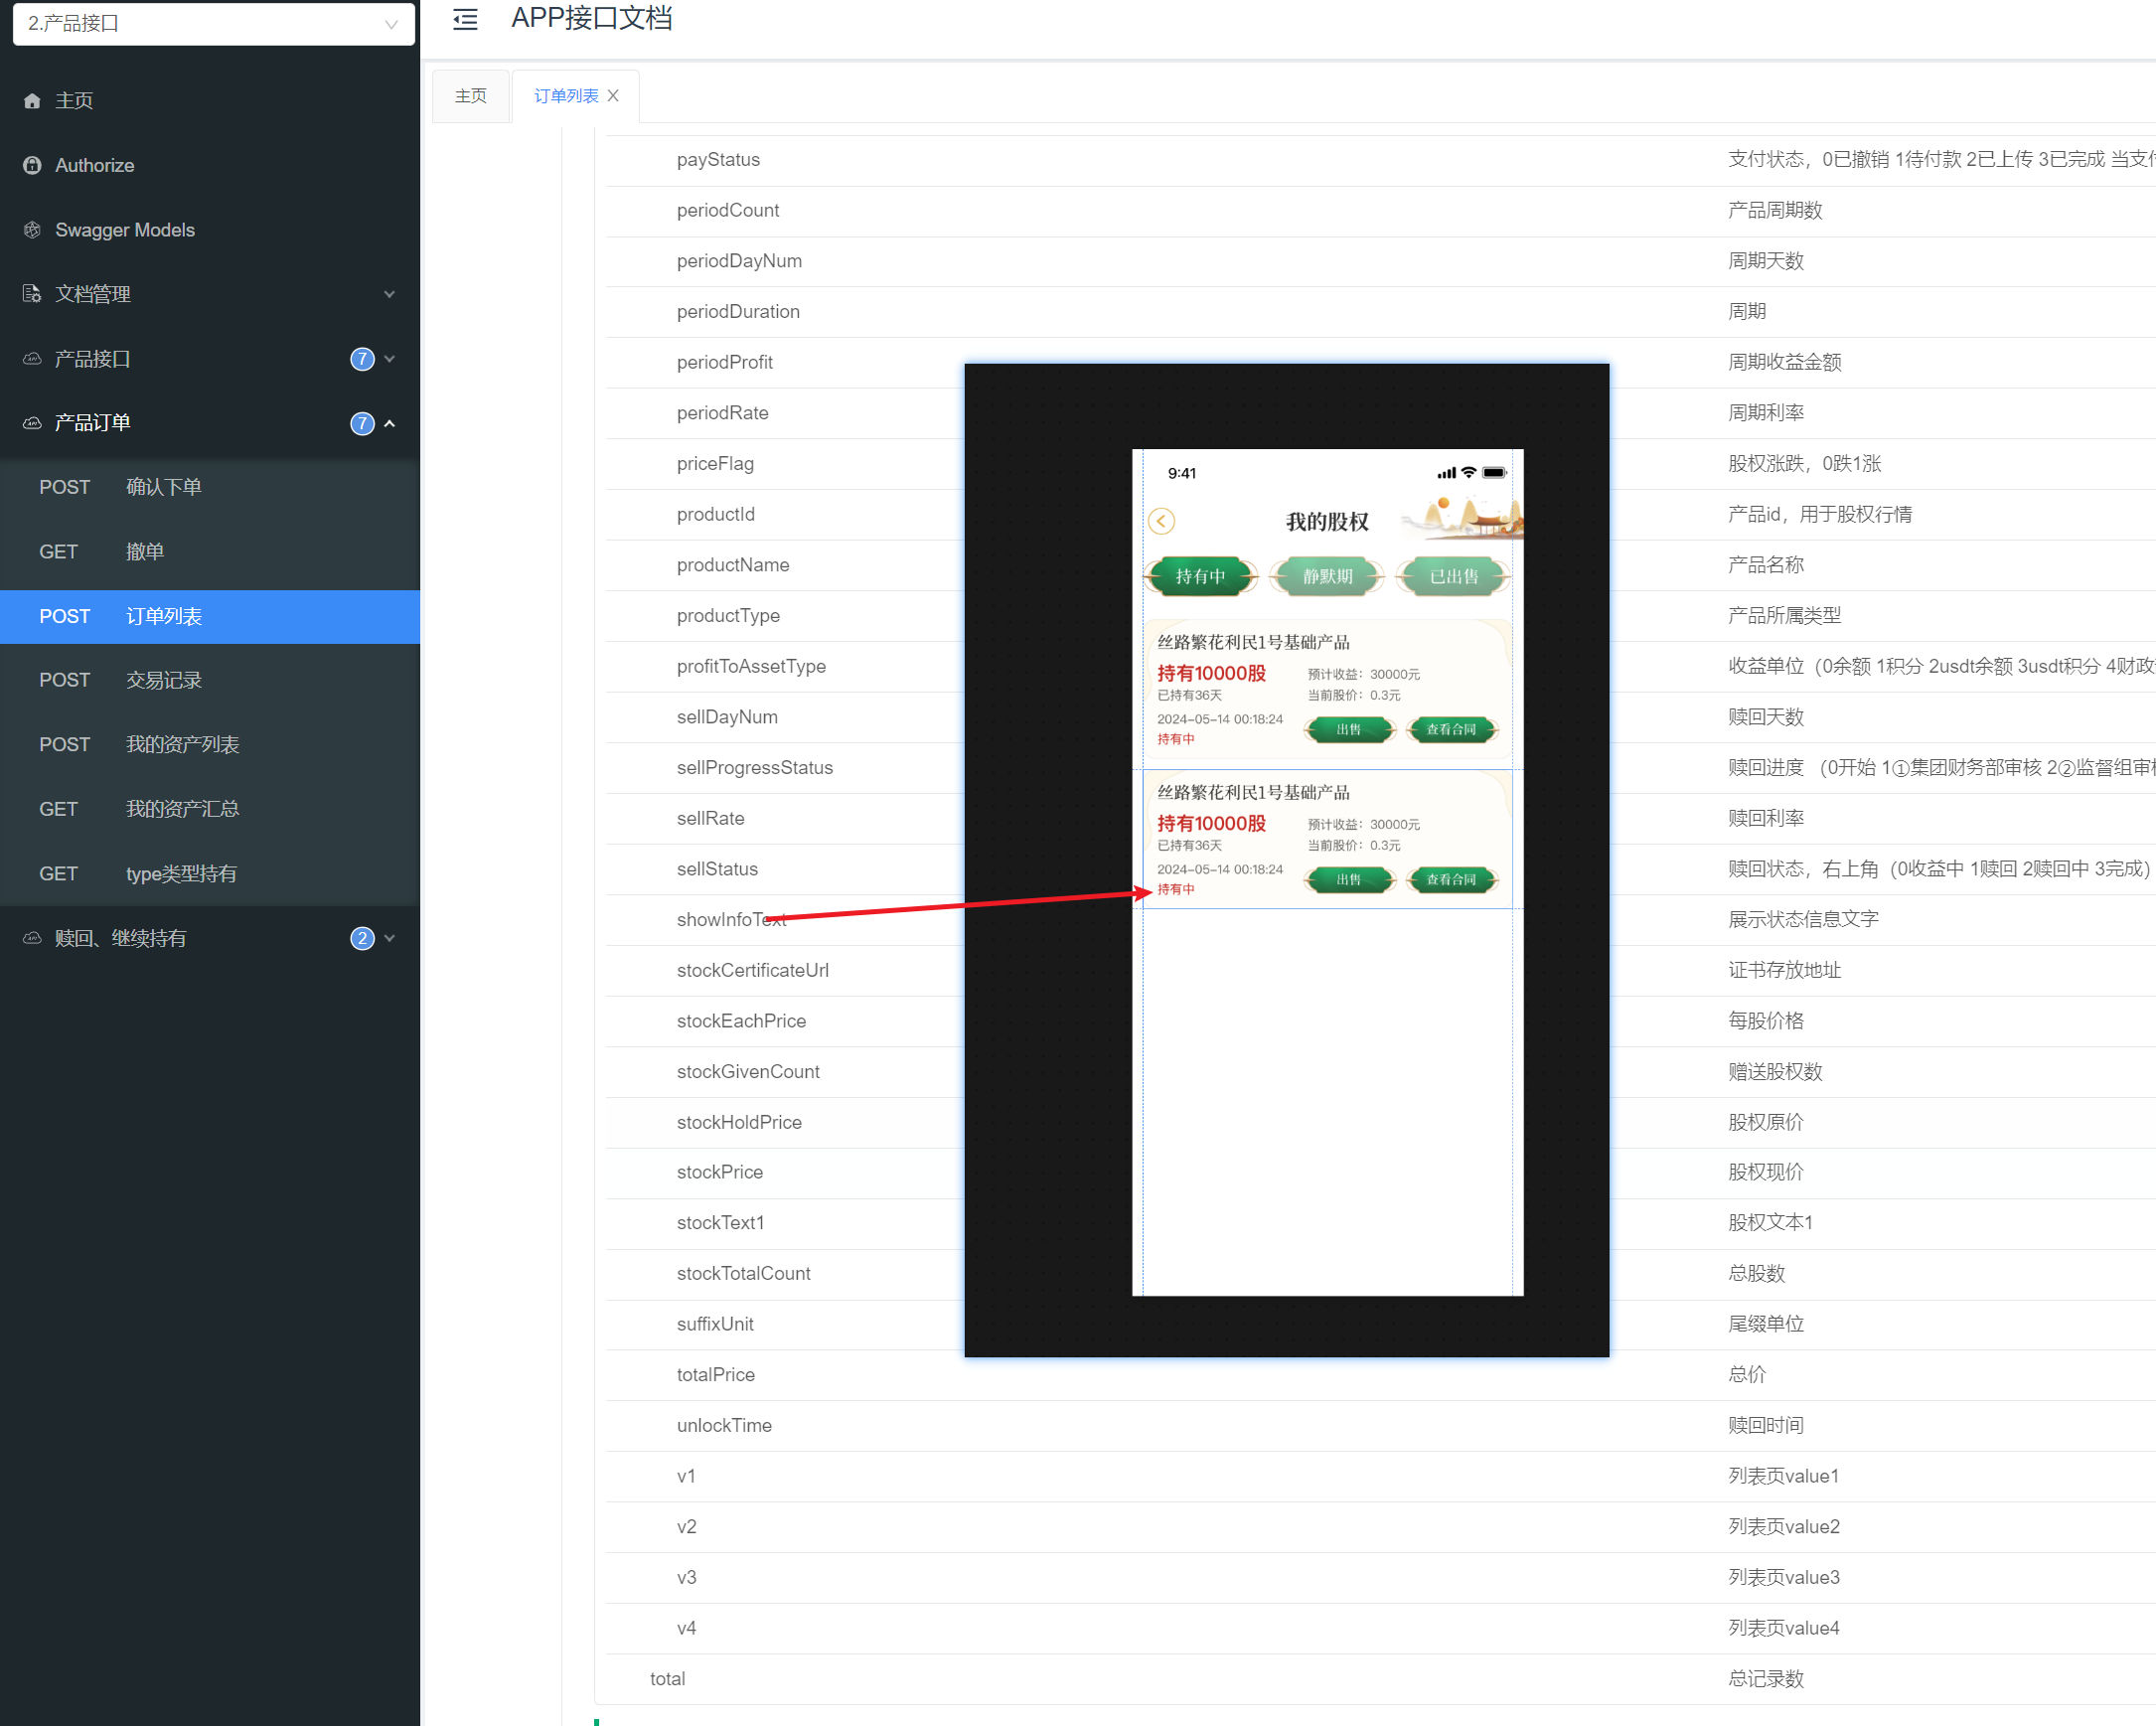 2.产品接口
主页
Authorize
Swagger Models
文档管理
产品接口
7
产品订单
7
POST 确认下单
GET 撤单
POST 订单列表
POST 交易记录
POST 我的资产列表
GET 我的资产汇总
GET type类型持有
赎回、继续持有
2
APP接口文档
主页
订单列表
payStatus 支付状态，0已撤销 1待付款 2已上传 3已完成 当支
periodCount 产品周期数
periodDayNum 周期天数
periodDuration 周期
periodProfit 周期收益金额
periodRate 周期利率
priceFlag 股权涨跌，0跌1涨
productId 产品id，用于股权行情
productName 产品名称
productType 产品所属类型
profitToAssetType 收益单位（0余额 1积分 2usdt余额 3usdt积分 4财政
sellDayNum 赎回天数
sellProgressStatus 赎回进度 （0开始 1①集团财务部审核 2②监督组审
sellRate 赎回利率
sellStatus 赎回状态，右上角（0收益中 1赎回 2赎回中 3完成）
showInfoText 展示状态信息文字
stockCertificateUrl 证书存放地址
stockEachPrice 每股价格
stockGivenCount 赠送股权数
stockHoldPrice 股权原价
stockPrice 股权现价
stockText1 股权文本1
stockTotalCount 总股数
suffixUnit 尾缀单位
totalPrice 总价
unlockTime 赎回时间
v1 列表页value1
v2 列表页value2
v3 列表页value3
v4 列表页value4
total 总记录数
9:41
我的股权
持有中 静默期 已出售
丝路繁花利民1号基础产品
持有10000股 预计收益：30000元
已持有36天 当前股价：0.3元
2024-05-14 00:18:24 出售 查看合同
持有中
丝路繁花利民1号基础产品
持有10000股 预计收益：30000元
已持有36天 当前股价：0.3元
2024-05-14 00:18:24 出售 查看合同
持有中